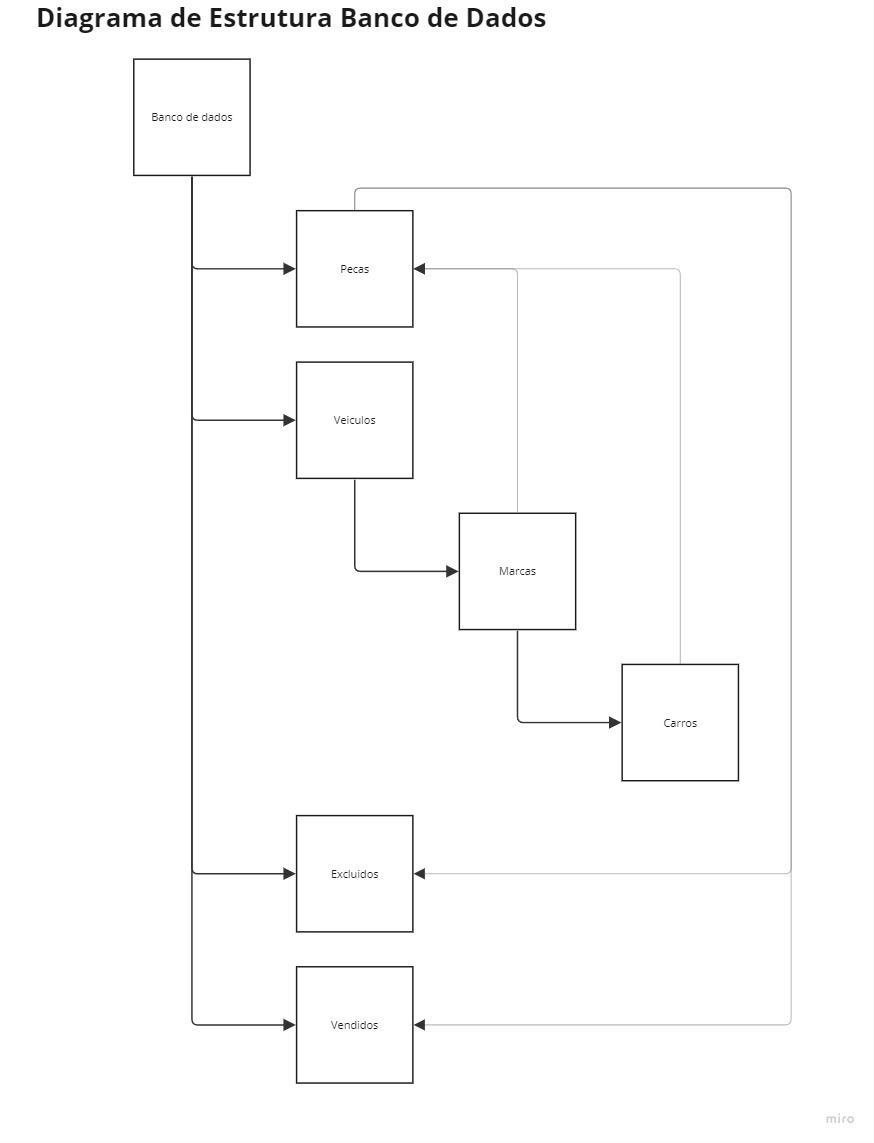 Diagrama de Estrutura Banco de Dados
Banco de dados
Pecas
Veiculos
Marcas
Carros
Excluidos
Vendidos
miro